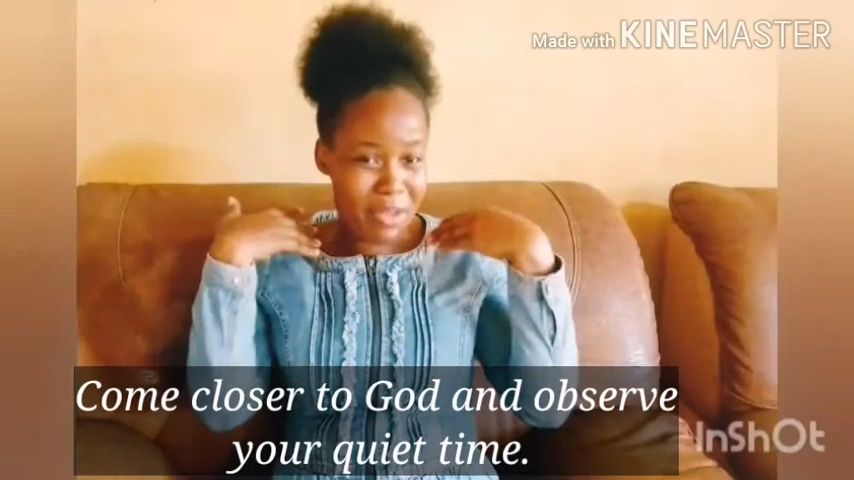 Made with KINEMASTER
Come closer to God and observe
your quiet time.
InShOt